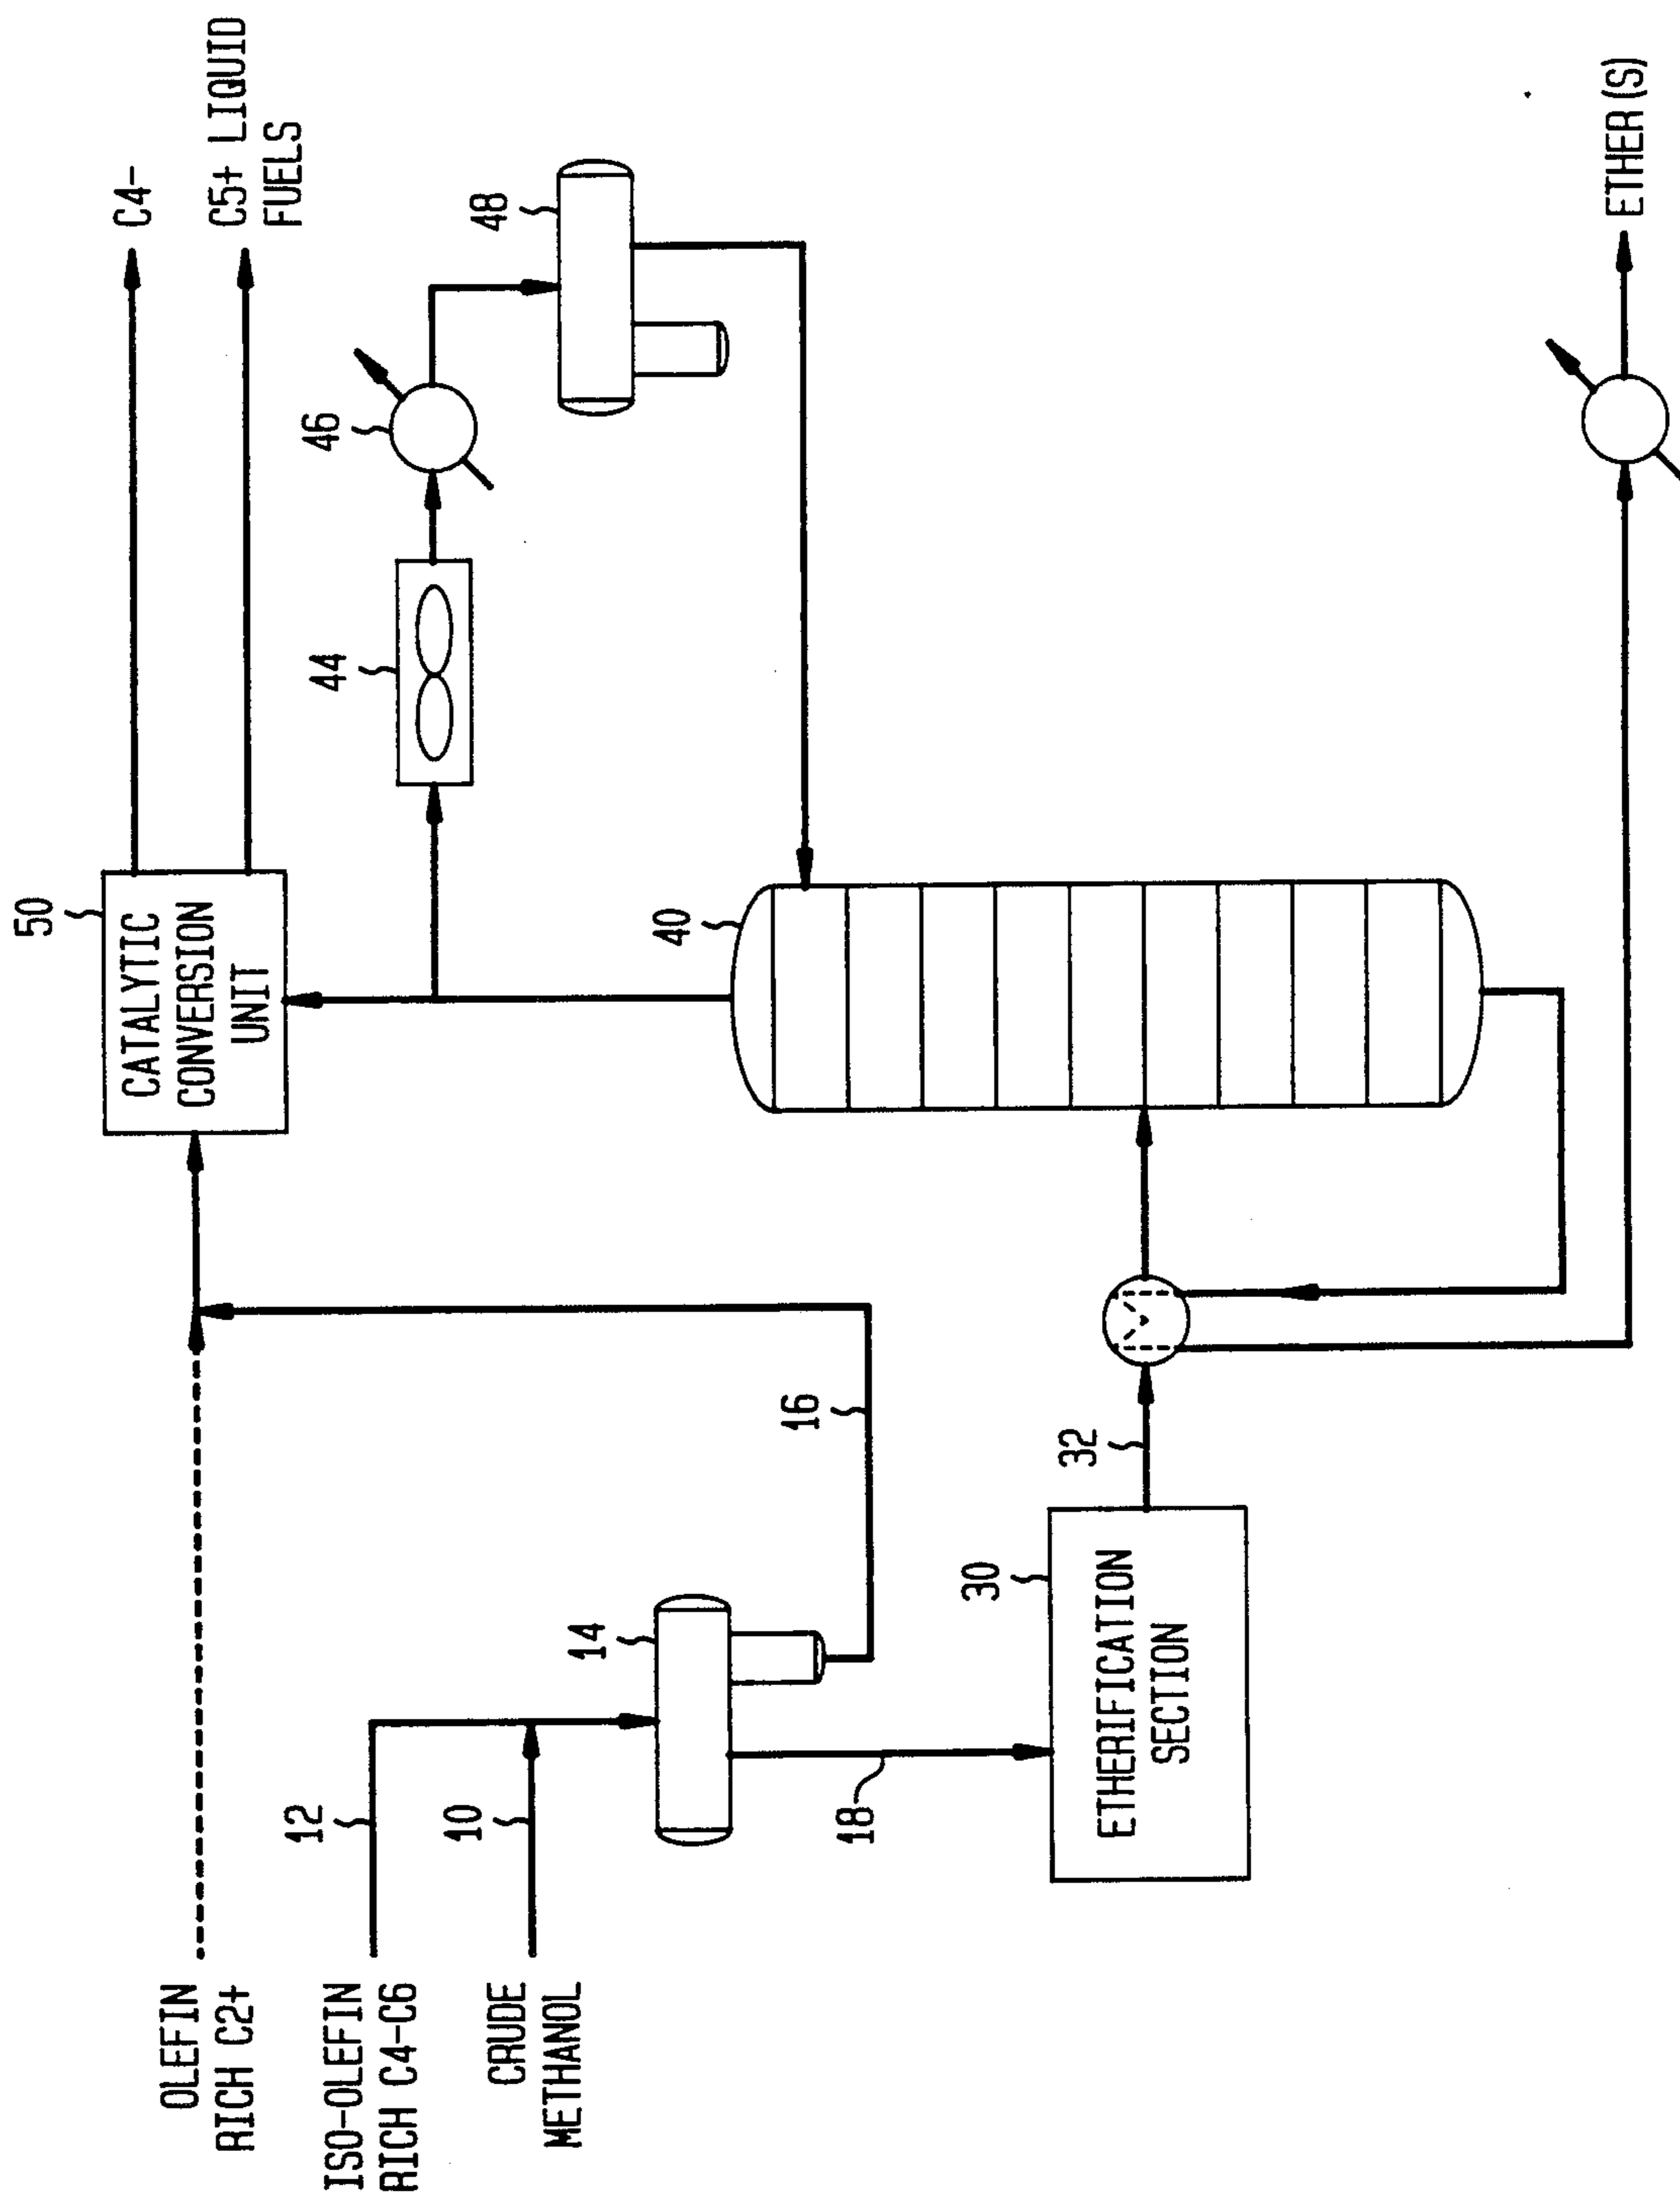 OLEFIN
RICH C2+
ISO-OLEFIN
RICH C4-C6
CRUDE
METHANOL
12
10
14
16
18
30
ETHERIFICATION
SECTION
32
50
CATALYTIC
CONVERSION
UNIT
40
44
46
48
C4-
C5+ LIQUID
FUELS
ETHER(S)